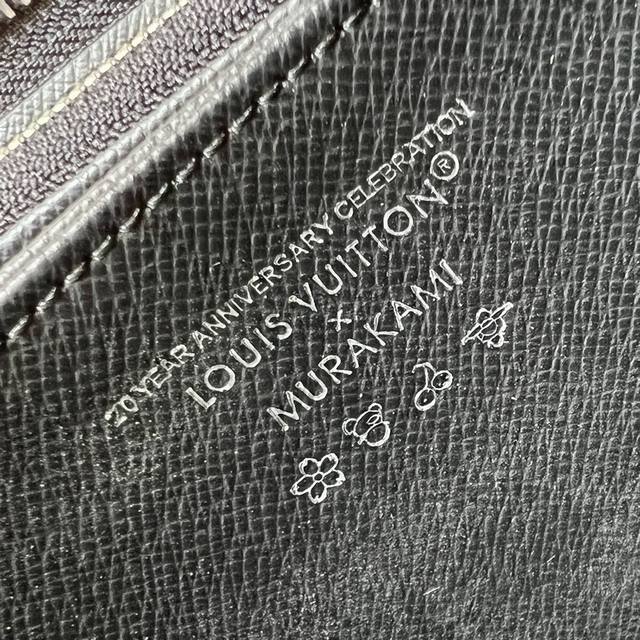 20 YEAR ANNIVERSARY CELEBRATION
LOUIS VUITTON®
×
MURAKAMI